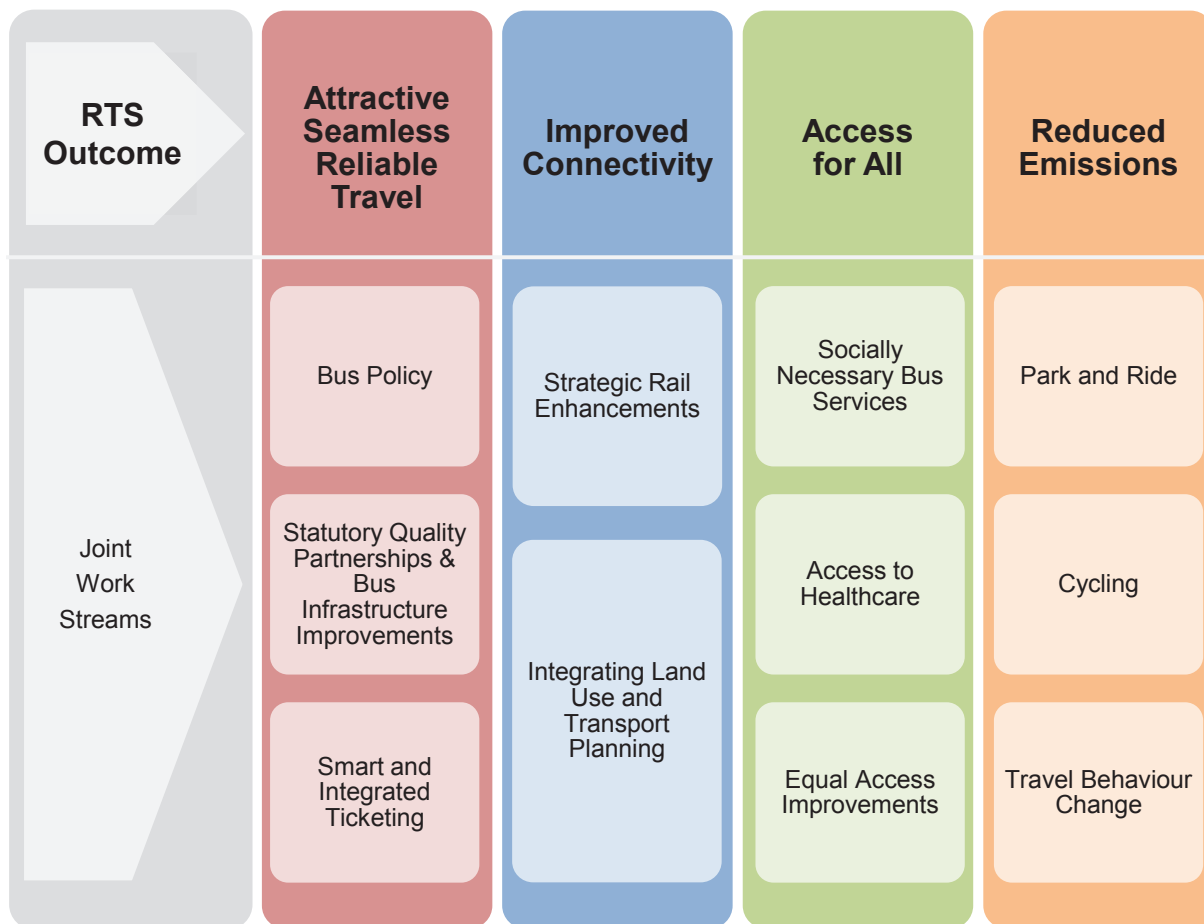 RTS
Outcome
Attractive
Seamless
Reliable
Travel
Improved
Connectivity
Access
for All
Reduced
Emissions
Joint
Work
Streams
Bus Policy
Statutory Quality
Partnerships &
Bus
Infrastructure
Improvements
Smart and
Integrated
Ticketing
Strategic Rail
Enhancements
Integrating Land
Use and
Transport
Planning
Socially
Necessary Bus
Services
Access to
Healthcare
Equal Access
Improvements
Park and Ride
Cycling
Travel Behaviour
Change